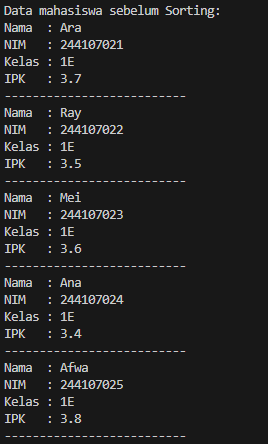 Data mahasiswa sebelum Sorting:
Nama  : Ara
NIM   : 244107021
Kelas : 1E
IPK   : 3.7
--------------------------
Nama  : Ray
NIM   : 244107022
Kelas : 1E
IPK   : 3.5
--------------------------
Nama  : Mei
NIM   : 244107023
Kelas : 1E
IPK   : 3.6
--------------------------
Nama  : Ana
NIM   : 244107024
Kelas : 1E
IPK   : 3.4
--------------------------
Nama  : Afwa
NIM   : 244107025
Kelas : 1E
IPK   : 3.8
--------------------------